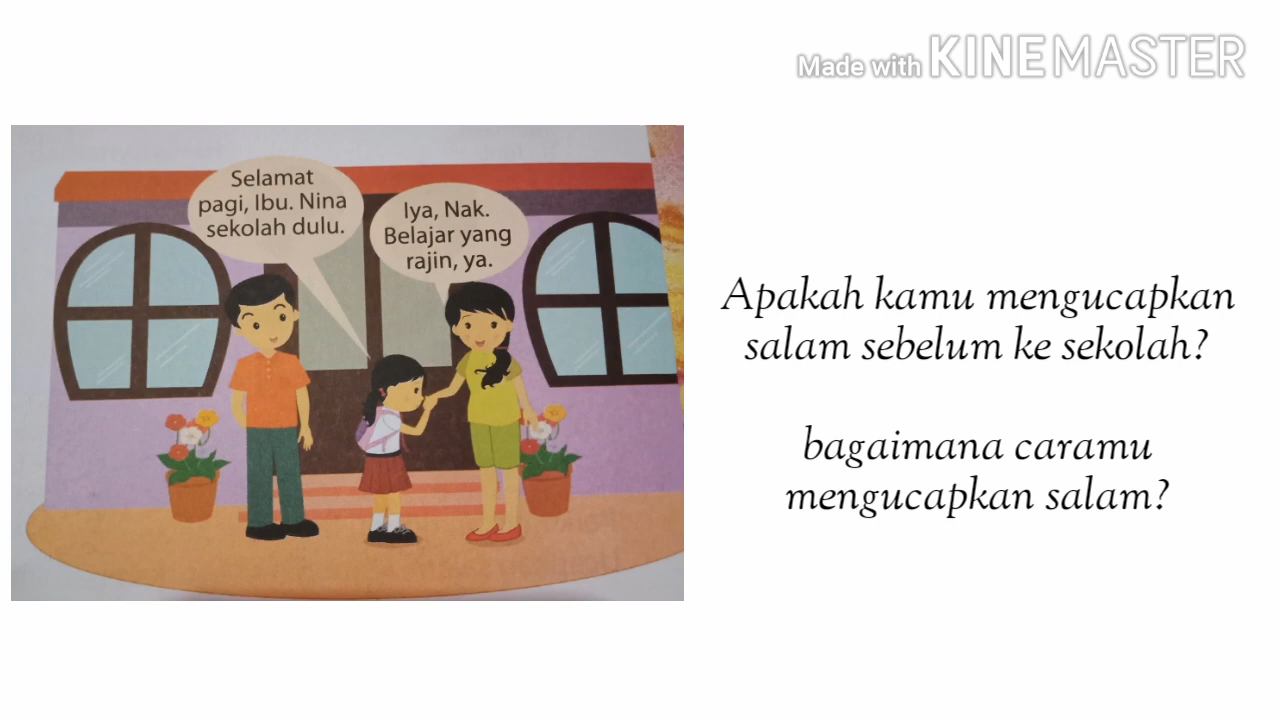 Made with KINEMASTER
Selamat
pagi, Ibu. Nina
sekolah dulu.
Iya, Nak.
Belajar yang
rajin, ya.
Apakah kamu mengucapkan
salam sebelum ke sekolah?
bagaimana caramu
mengucapkan salam?